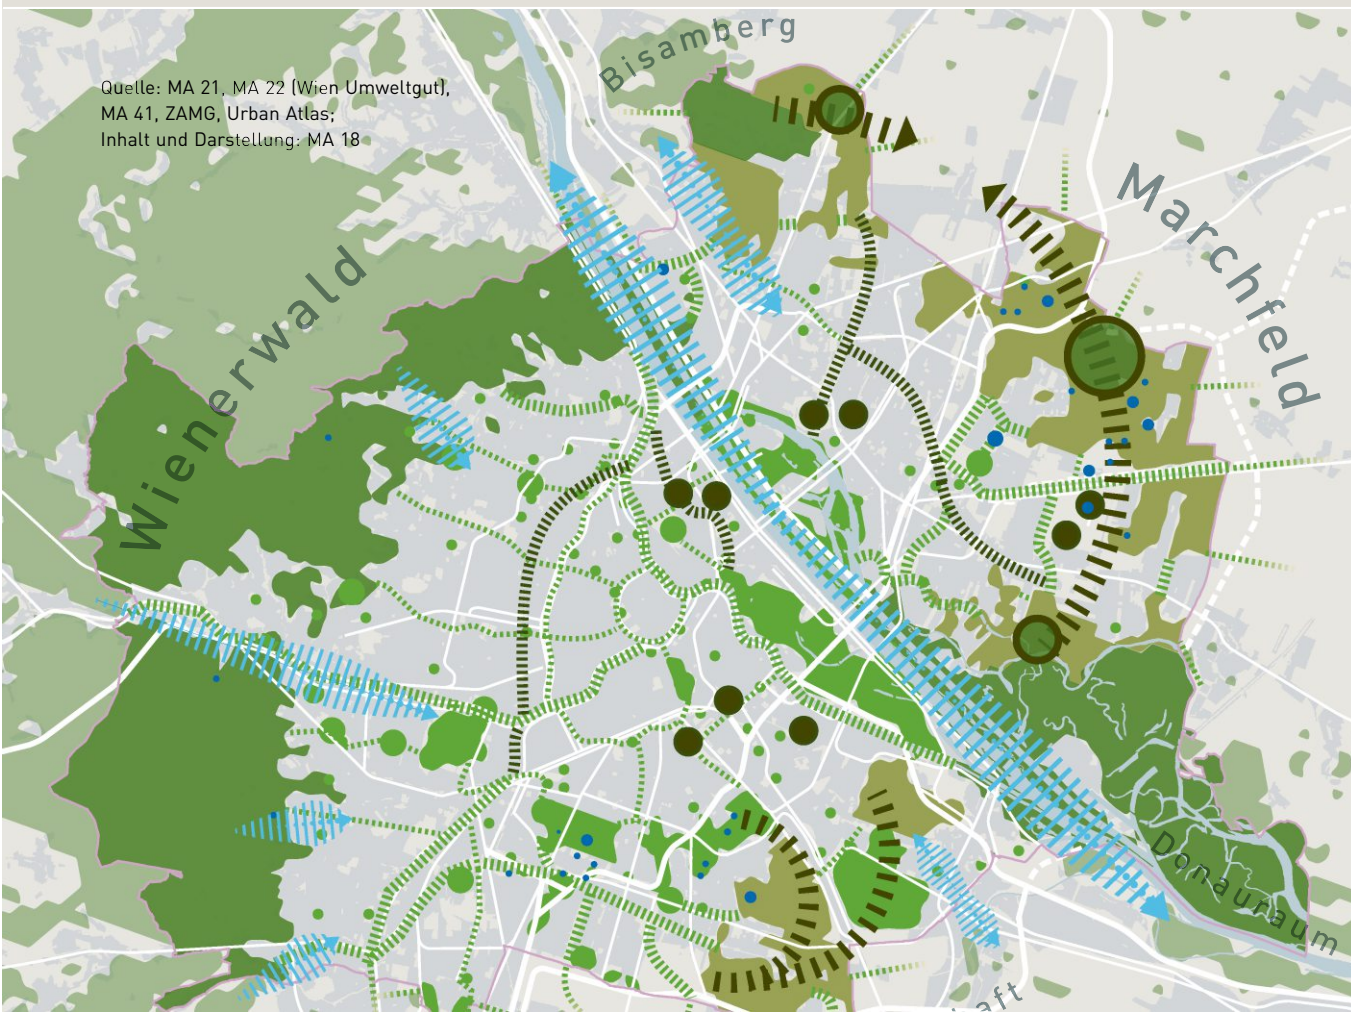 Bisamberg
Quelle: MA 21, MA 22 (Wien Umweltgut),
MA 41, ZAMG, Urban Atlas;
Inhalt und Darstellung: MA 18
Marchfeld
Wienerwald
Donauraum
aft